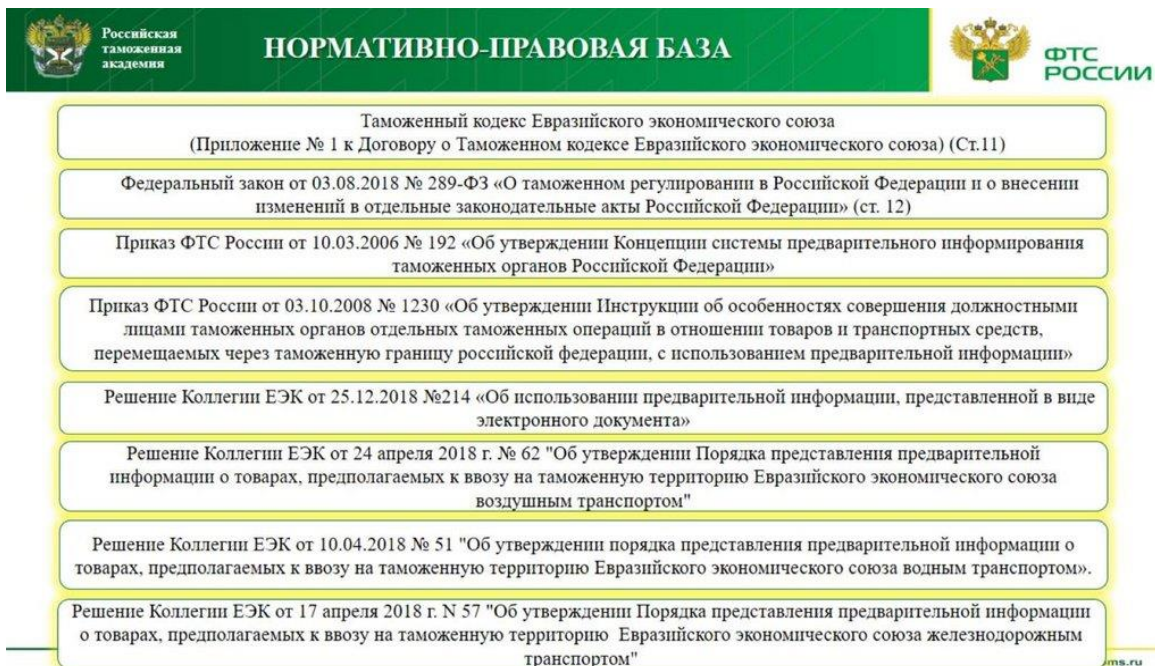 Российская
таможенная
академия
НОРМАТИВНО-ПРАВОВАЯ БАЗА
ФТС
РОССИИ
Таможенный кодекс Евразийского экономического союза
(Приложение № 1 к Договору о Таможенном кодексе Евразийского экономического союза) (Ст.11)
Федеральный закон от 03.08.2018 № 289-ФЗ «О таможенном регулировании в Российской Федерации и о внесении
изменений в отдельные законодательные акты Российской Федерации» (ст. 12)
Приказ ФТС России от 10.03.2006 № 192 «Об утверждении Концепции системы предварительного информирования
таможенных органов Российской Федерации»
Приказ ФТС России от 03.10.2008 № 1230 «Об утверждении Инструкции об особенностях совершения должностными
лицами таможенных органов отдельных таможенных операций в отношении товаров и транспортных средств,
перемещаемых через таможенную границу российской федерации, с использованием предварительной информации»
Решение Коллегии ЕЭК от 25.12.2018 №214 «Об использовании предварительной информации, представленной в виде
электронного документа»
Решение Коллегии ЕЭК от 24 апреля 2018 г. № 62 "Об утверждении Порядка представления предварительной
информации о товарах, предполагаемых к ввозу на таможенную территорию Евразийского экономического союза
воздушным транспортом"
Решение Коллегии ЕЭК от 10.04.2018 № 51 "Об утверждении порядка представления предварительной информации о
товарах, предполагаемых к ввозу на таможенную территорию Евразийского экономического союза водным транспортом».
Решение Коллегии ЕЭК от 17 апреля 2018 г. N 57 "Об утверждении Порядка представления предварительной информации
о товарах, предполагаемых к ввозу на таможенную территорию Евразийского экономического союза железнодорожным
транспортом"
ms.ru